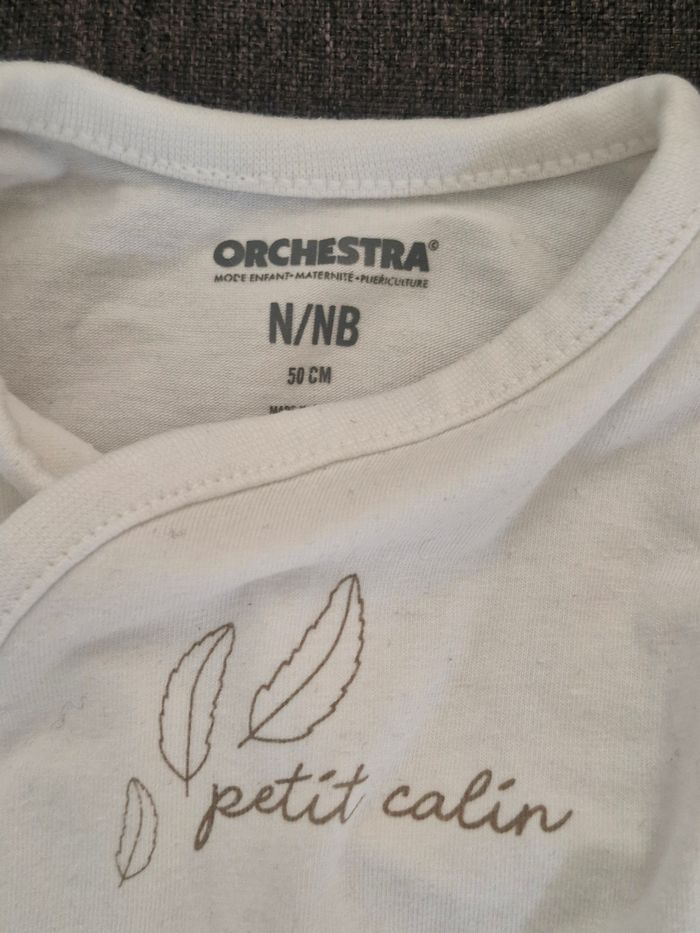 ORCHESTRA©
MODE ENFANT•MATERNITÉ•PUÉRICULTURE
N/NB
50 CM
petit calin